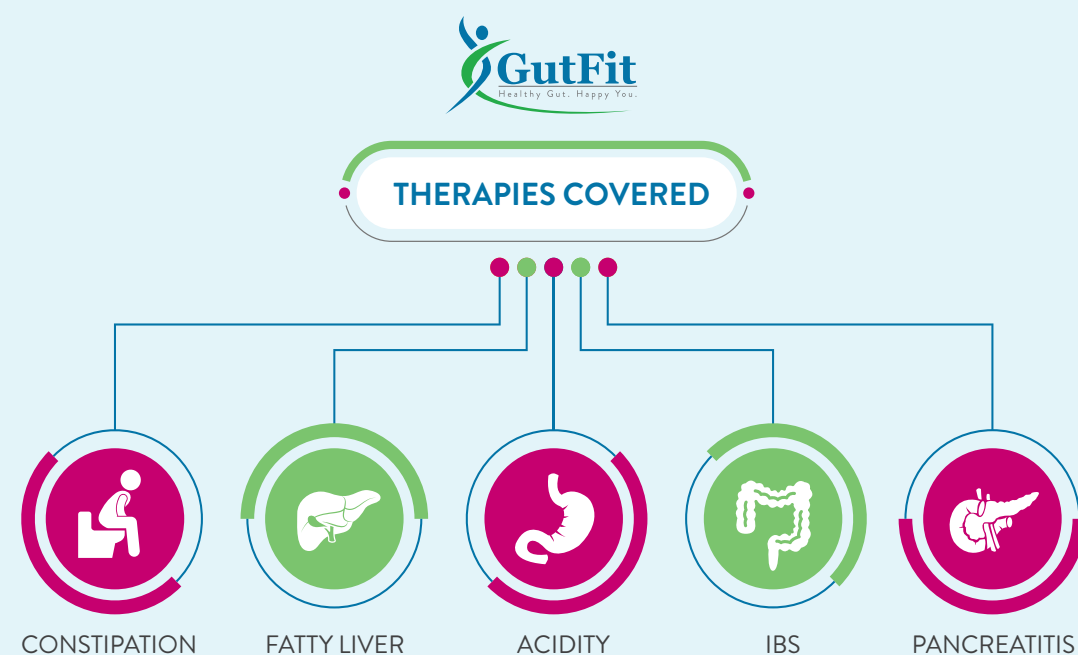 GutFit
Healthy Gut. Happy You.
THERAPIES COVERED
CONSTIPATION
FATTY LIVER
ACIDITY
IBS
PANCREATITIS